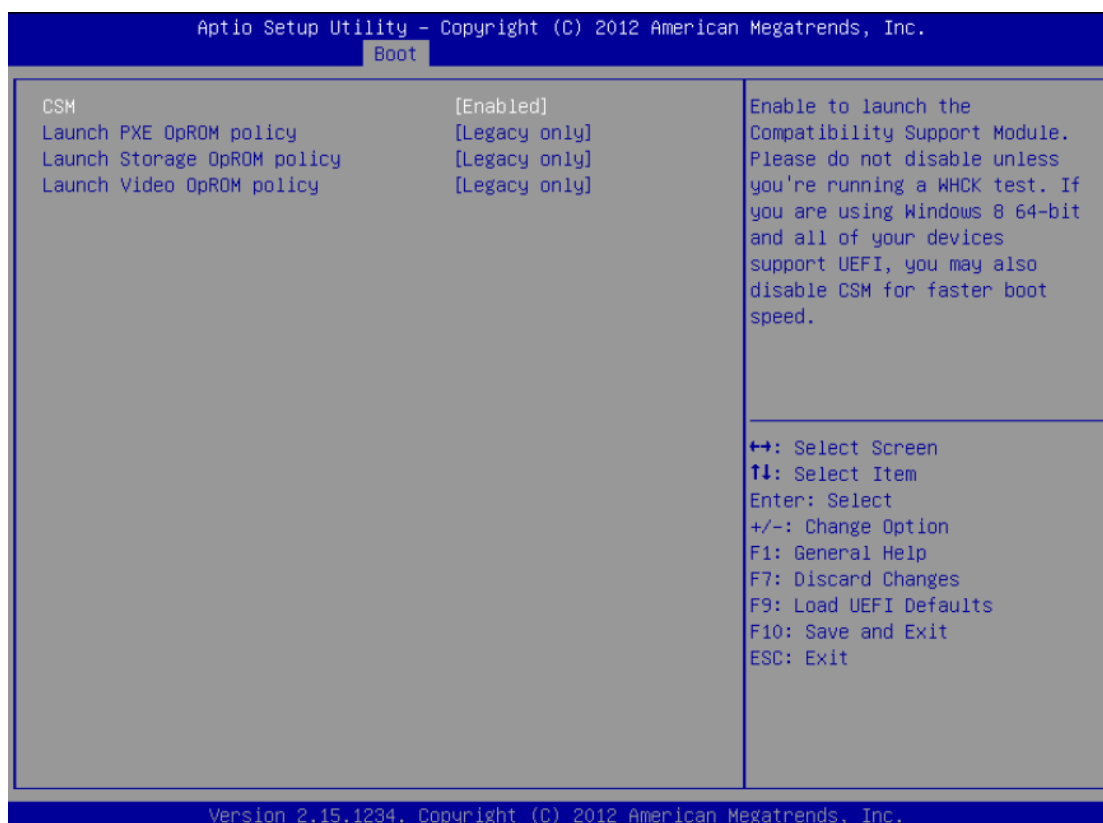 Aptio Setup Utility – Copyright (C) 2012 American Megatrends, Inc.
Boot
CSM [Enabled]
Launch PXE OpROM policy [Legacy only]
Launch Storage OpROM policy [Legacy only]
Launch Video OpROM policy [Legacy only]
Enable to launch the
Compatibility Support Module.
Please do not disable unless
you're running a WHCK test. If
you are using Windows 8 64-bit
and all of your devices
support UEFI, you may also
disable CSM for faster boot
speed.
↔: Select Screen
↑↓: Select Item
Enter: Select
+/-: Change Option
F1: General Help
F7: Discard Changes
F9: Load UEFI Defaults
F10: Save and Exit
ESC: Exit
Version 2.15.1234. Copyright (C) 2012 American Megatrends, Inc.